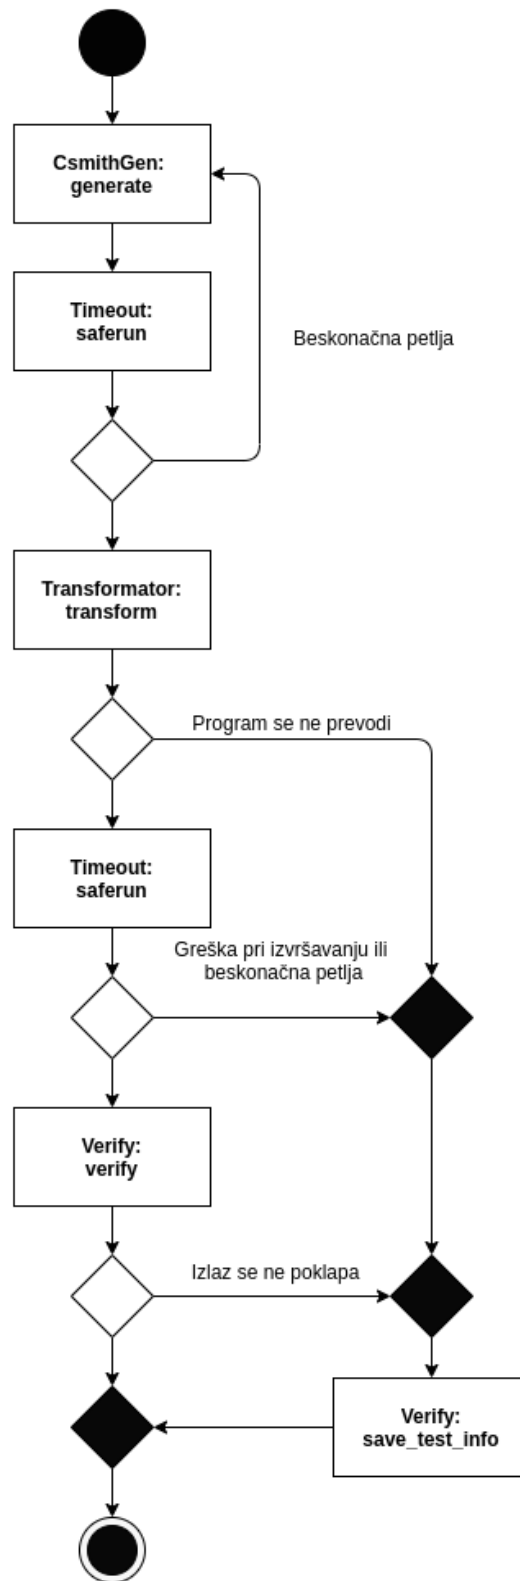 CsmithGen:
generate
Timeout:
saferun
Beskonačna petlja
Transformator:
transform
Program se ne prevodi
Timeout:
saferun
Greška pri izvršavanju ili
beskonačna petlja
Verify:
verify
Izlaz se ne poklapa
Verify:
save_test_info